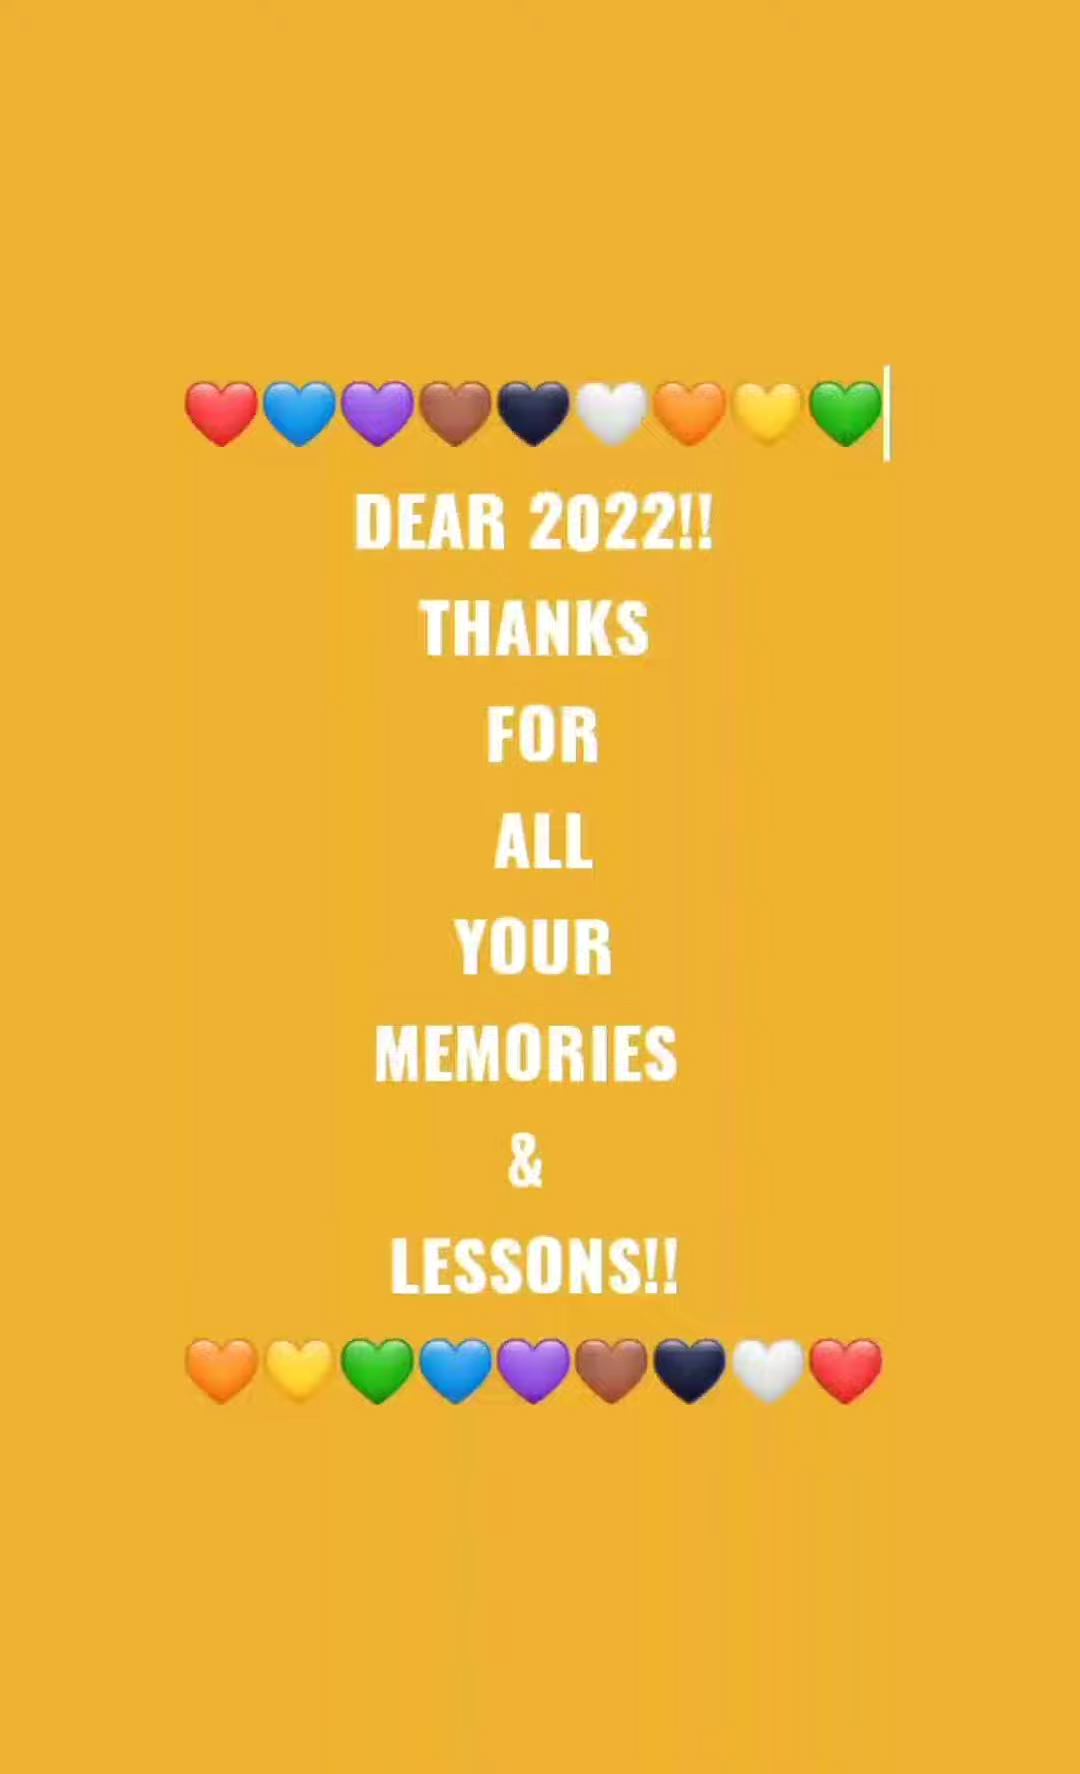 ❤️💙💜🤎🖤🤍🧡💛💚
DEAR 2022!!
THANKS
FOR
ALL
YOUR
MEMORIES
&
LESSONS!!
🧡💛💚💙💜🤎🖤🤍❤️